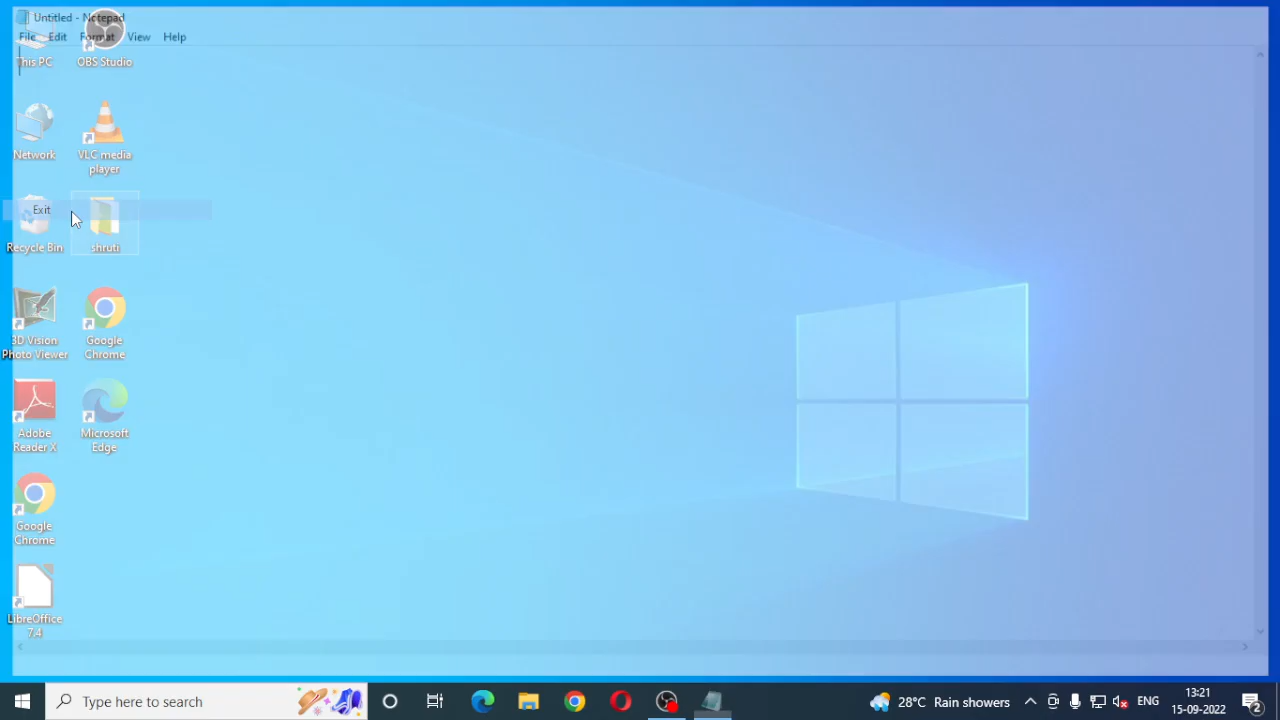 Untitled - Notepad
File Edit Format View Help
This PC
OBS Studio
Network
VLC media
player
Exit
Recycle Bin
shruti
3D Vision
Photo Viewer
Google
Chrome
Adobe
Reader X
Microsoft
Edge
Google
Chrome
LibreOffice
7.4
Type here to search
28°C Rain showers
ENG
13:21
15-09-2022
2